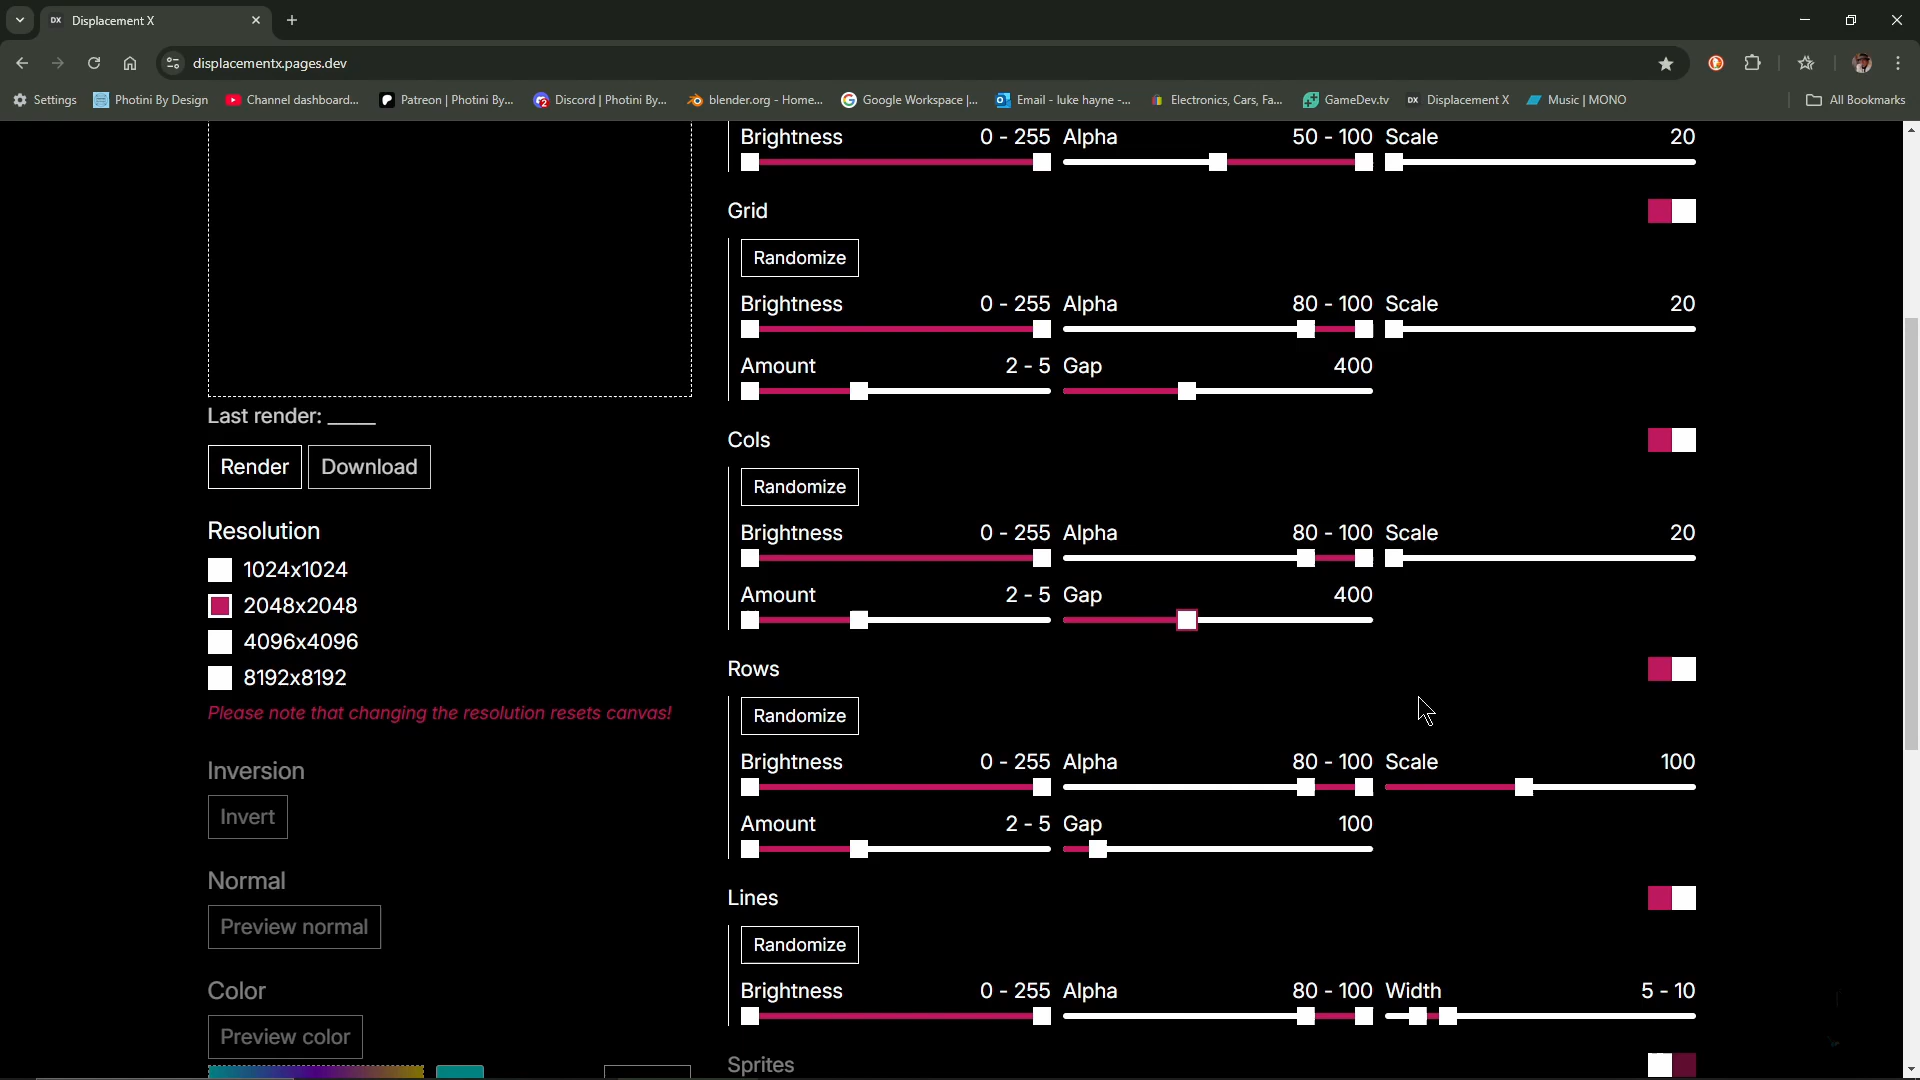 DX Displacement X
displacementx.pages.dev
Settings Photini By Design Channel dashboard... Patreon | Photini By... Discord | Photini By... blender.org - Home... Google Workspace |... Email - luke hayne -... Electronics, Cars, Fa... GameDev.tv DX Displacement X Music | MONO All Bookmarks
Brightness 0 - 255 Alpha 50 - 100 Scale 20
Grid
Randomize
Brightness 0 - 255 Alpha 80 - 100 Scale 20
Amount 2 - 5 Gap 400
Last render: _____
Render Download
Cols
Randomize
Resolution
1024x1024
2048x2048
4096x4096
8192x8192
Please note that changing the resolution resets canvas!
Brightness 0 - 255 Alpha 80 - 100 Scale 20
Amount 2 - 5 Gap 400
Rows
Randomize
Inversion
Invert
Brightness 0 - 255 Alpha 80 - 100 Scale 100
Amount 2 - 5 Gap 100
Normal
Preview normal
Lines
Randomize
Color
Preview color
Brightness 0 - 255 Alpha 80 - 100 Width 5 - 10
Sprites